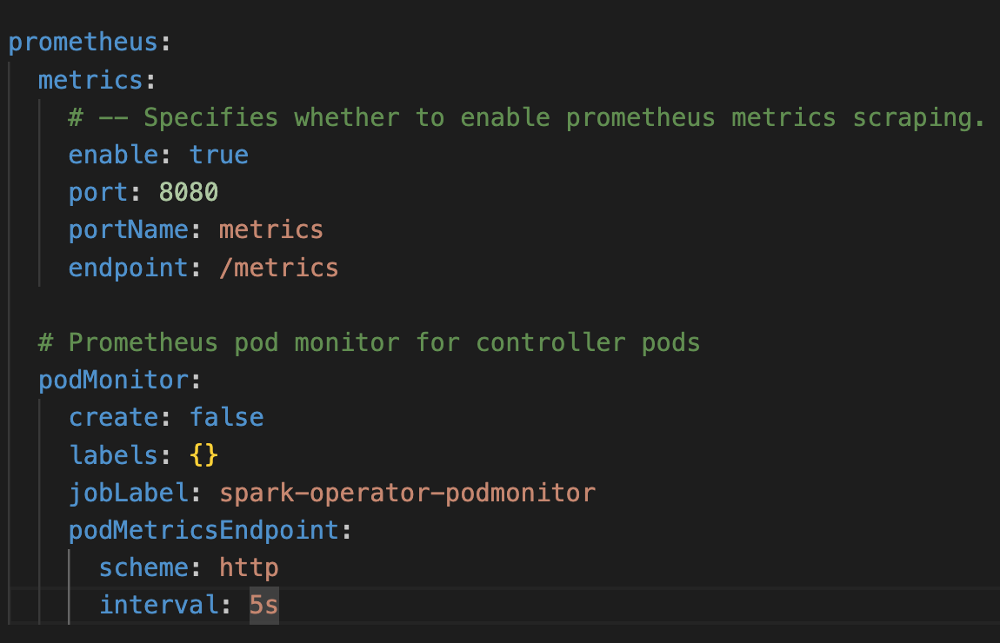 prometheus:
  metrics:
    # -- Specifies whether to enable prometheus metrics scraping.
    enable: true
    port: 8080
    portName: metrics
    endpoint: /metrics

  # Prometheus pod monitor for controller pods
  podMonitor:
    create: false
    labels: {}
    jobLabel: spark-operator-podmonitor
    podMetricsEndpoint:
      scheme: http
      interval: 5s